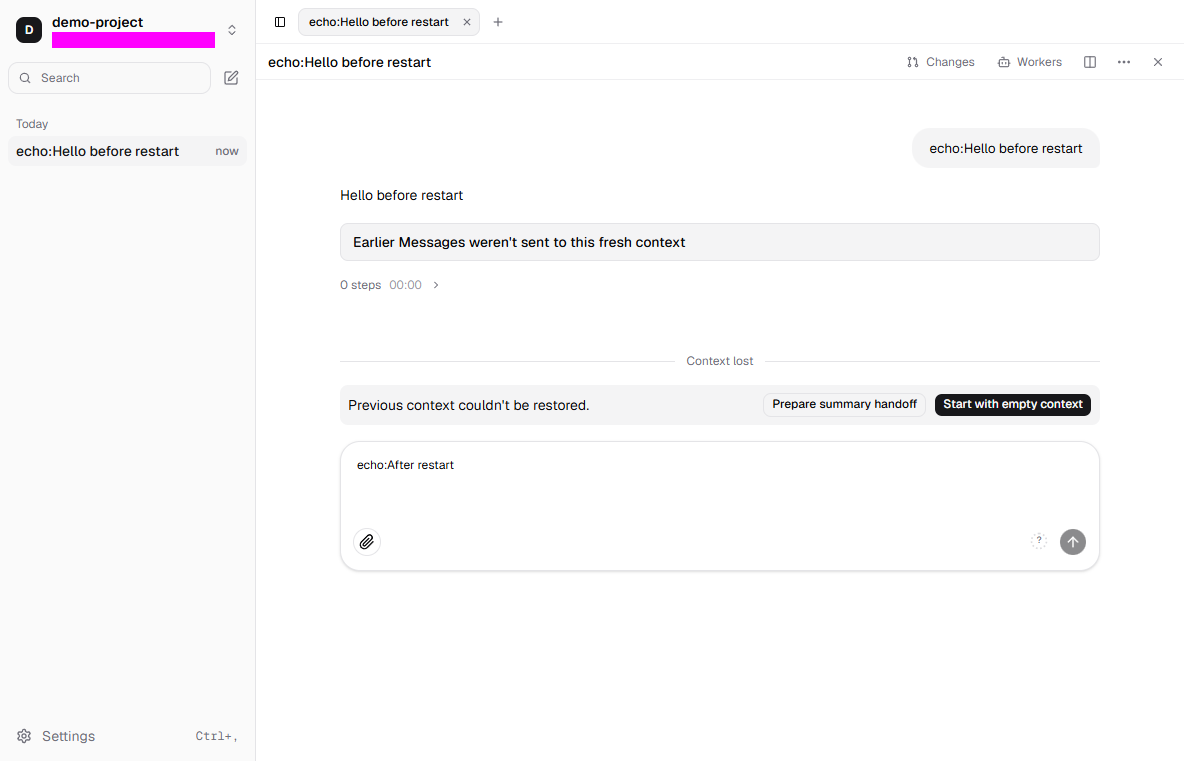 D
demo-project
Search
Today
echo:Hello before restart now
Settings Ctrl+,
echo:Hello before restart
echo:Hello before restart
Changes
Workers
echo:Hello before restart
Hello before restart
Earlier Messages weren't sent to this fresh context
0 steps 00:00
Context lost
Previous context couldn't be restored.
Prepare summary handoff
Start with empty context
echo:After restart
?